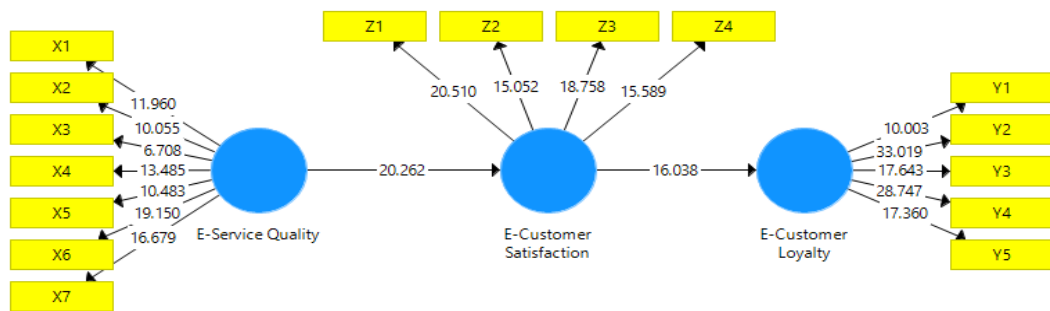 Z1
Z2
Z3
Z4
X1
X2
X3
X4
X5
X6
X7
11.960
10.055
6.708
13.485
10.483
19.150
16.679
20.510
15.052
18.758
15.589
20.262
16.038
10.003
33.019
17.643
28.747
17.360
Y1
Y2
Y3
Y4
Y5
E-Service Quality
E-Customer
Satisfaction
E-Customer
Loyalty